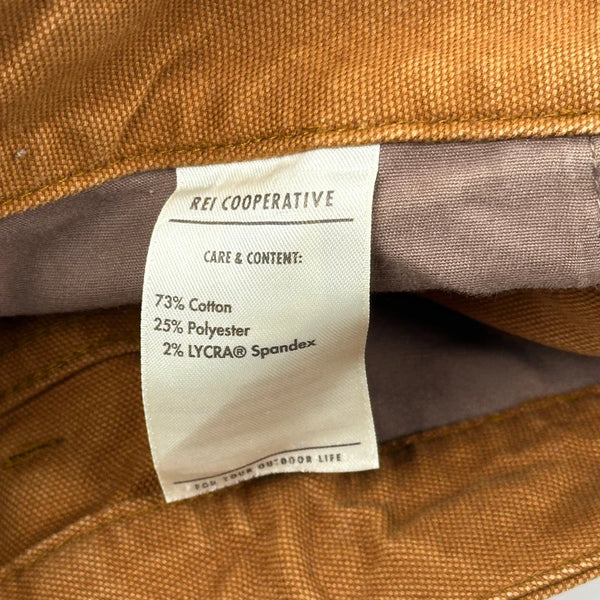 REI COOPERATIVE
CARE & CONTENT:
73% Cotton
25% Polyester
2% LYCRA® Spandex
FOR YOUR OUTDOOR LIFE